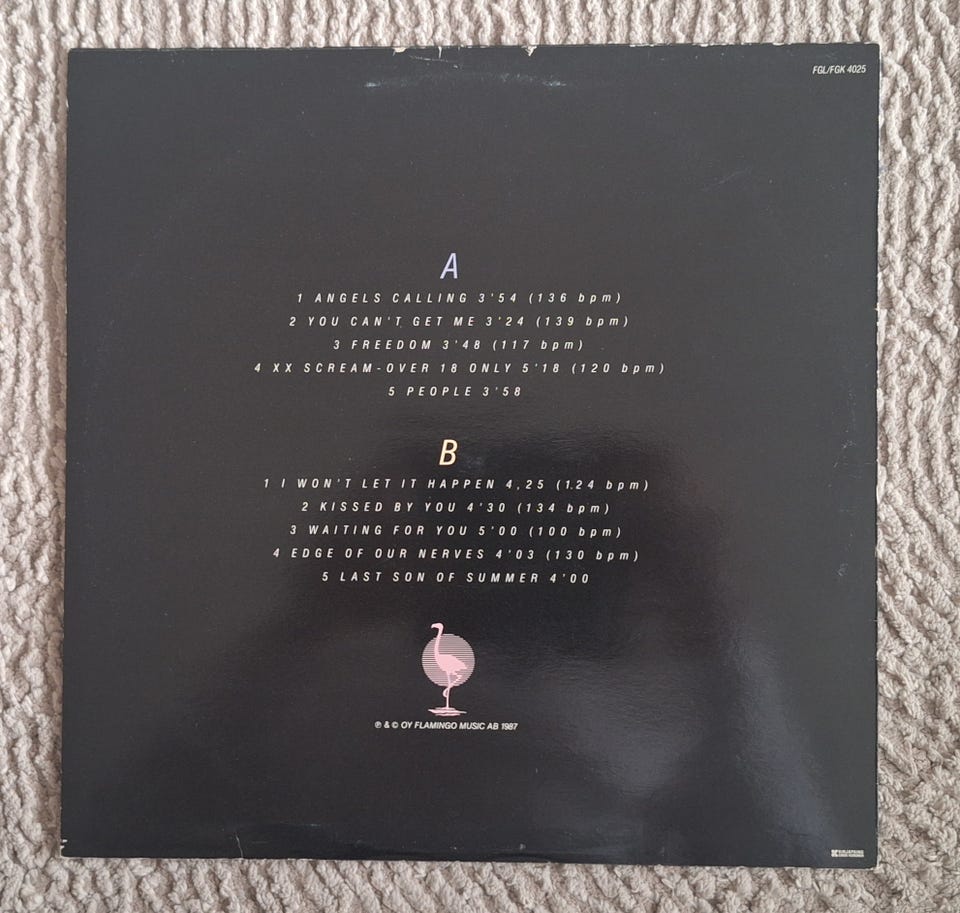 FGL/FGK 4025
A
1 ANGELS CALLING 3'54 (136 bpm)
2 YOU CAN'T GET ME 3'24 (139 bpm)
3 FREEDOM 3'48 (117 bpm)
4 XX SCREAM-OVER 18 ONLY 5'18 (120 bpm)
5 PEOPLE 3'58
B
1 I WON'T LET IT HAPPEN 4,25 (124 bpm)
2 KISSED BY YOU 4'30 (134 bpm)
3 WAITING FOR YOU 5'00 (100 bpm)
4 EDGE OF OUR NERVES 4'03 (130 bpm)
5 LAST SON OF SUMMER 4'00
℗ & © OY FLAMINGO MUSIC AB 1987